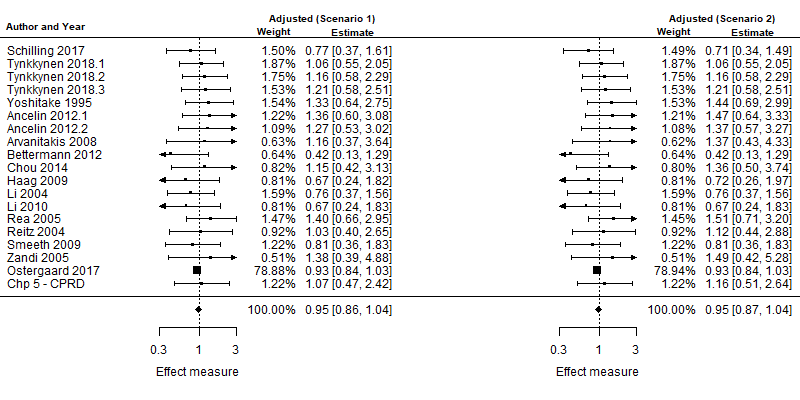 Adjusted (Scenario 1) Adjusted (Scenario 2)
Author and Year Weight Estimate Weight Estimate
Schilling 2017 1.50% 0.77 [0.37, 1.61] 1.49% 0.71 [0.34, 1.49]
Tynkkynen 2018.1 1.87% 1.06 [0.55, 2.05] 1.87% 1.06 [0.55, 2.05]
Tynkkynen 2018.2 1.75% 1.16 [0.58, 2.29] 1.75% 1.16 [0.58, 2.29]
Tynkkynen 2018.3 1.53% 1.21 [0.58, 2.51] 1.53% 1.21 [0.58, 2.51]
Yoshitake 1995 1.54% 1.33 [0.64, 2.75] 1.53% 1.44 [0.69, 2.99]
Ancelin 2012.1 1.22% 1.36 [0.60, 3.08] 1.21% 1.47 [0.64, 3.33]
Ancelin 2012.2 1.09% 1.27 [0.53, 3.02] 1.08% 1.37 [0.57, 3.27]
Arvanitakis 2008 0.63% 1.16 [0.37, 3.64] 0.62% 1.37 [0.43, 4.33]
Bettermann 2012 0.64% 0.42 [0.13, 1.29] 0.64% 0.42 [0.13, 1.29]
Chou 2014 0.82% 1.15 [0.42, 3.13] 0.80% 1.36 [0.50, 3.74]
Haag 2009 0.81% 0.67 [0.24, 1.82] 0.81% 0.72 [0.26, 1.97]
Li 2004 1.59% 0.76 [0.37, 1.56] 1.59% 0.76 [0.37, 1.56]
Li 2010 0.81% 0.67 [0.24, 1.83] 0.81% 0.67 [0.24, 1.83]
Rea 2005 1.47% 1.40 [0.66, 2.95] 1.45% 1.51 [0.71, 3.20]
Reitz 2004 0.92% 1.03 [0.40, 2.65] 0.92% 1.12 [0.44, 2.88]
Smeeth 2009 1.22% 0.81 [0.36, 1.83] 1.22% 0.81 [0.36, 1.83]
Zandi 2005 0.51% 1.38 [0.39, 4.88] 0.51% 1.49 [0.42, 5.28]
Ostergaard 2017 78.88% 0.93 [0.84, 1.03] 78.94% 0.93 [0.84, 1.03]
Chp 5 - CPRD 1.22% 1.07 [0.47, 2.42] 1.22% 1.16 [0.51, 2.64]
100.00% 0.95 [0.86, 1.04] 100.00% 0.95 [0.87, 1.04]
0.3 1 3 0.3 1 3
Effect measure Effect measure